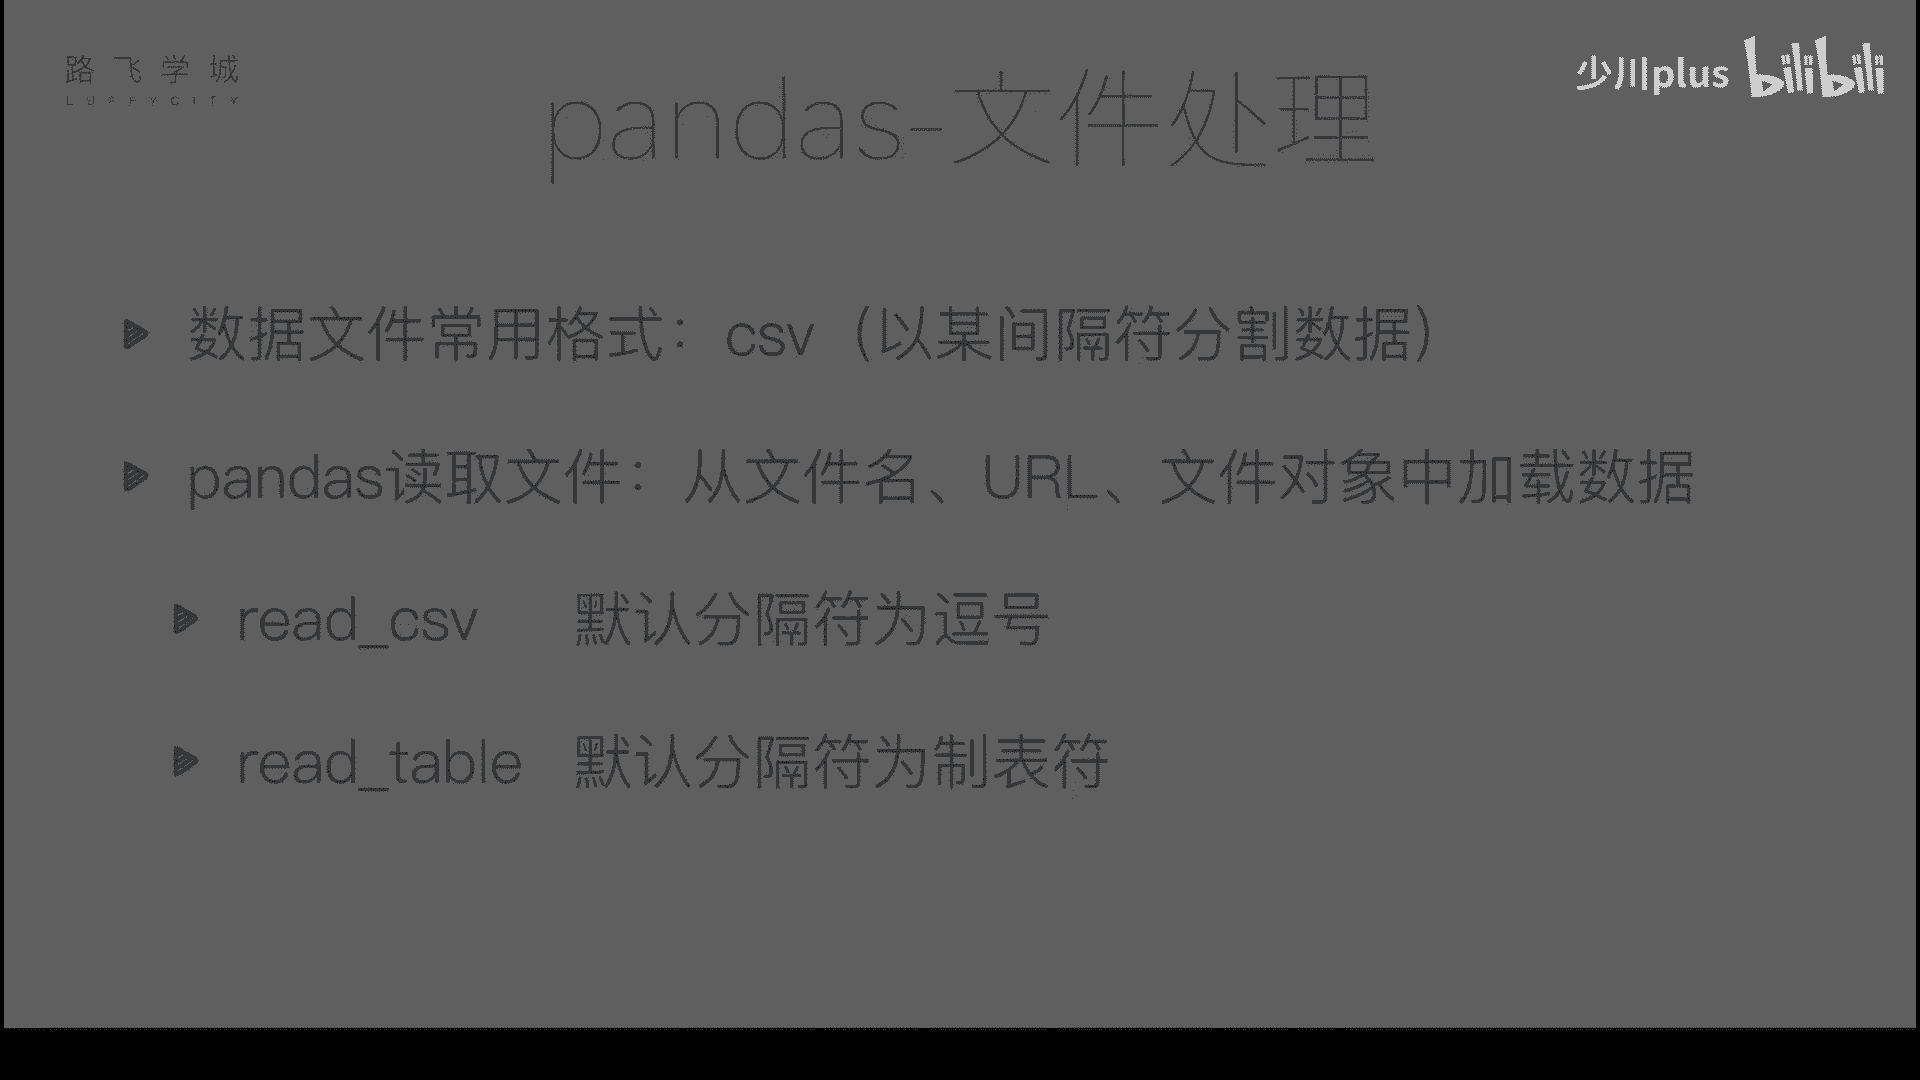 路飞学城
LUFFYCITY
少川plus bilibili
pandas-文件处理
数据文件常用格式：csv（以某间隔符分割数据）
pandas读取文件：从文件名、URL、文件对象中加载数据
read_csv 默认分隔符为逗号
read_table 默认分隔符为制表符